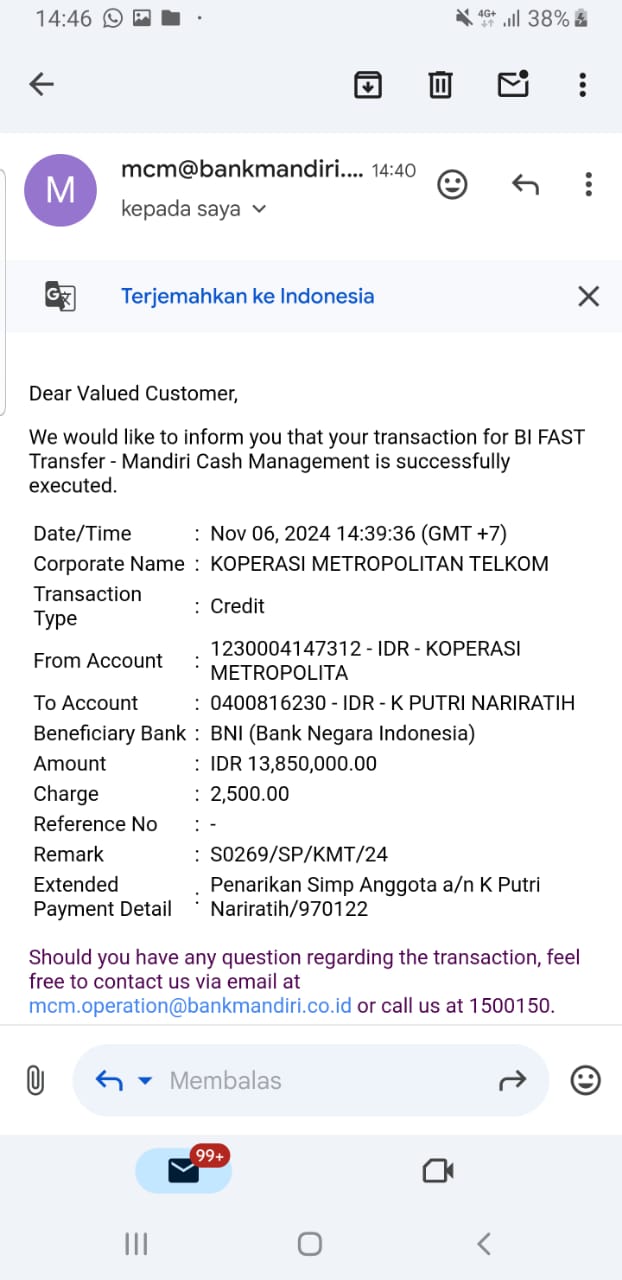 14:46
4G+ 38%
M
mcm@bankmandiri.... 14:40
kepada saya
G
Terjemahkan ke Indonesia
Dear Valued Customer,
We would like to inform you that your transaction for BI FAST
Transfer - Mandiri Cash Management is successfully
executed.
Date/Time : Nov 06, 2024 14:39:36 (GMT +7)
Corporate Name : KOPERASI METROPOLITAN TELKOM
Transaction
Type : Credit
From Account : 1230004147312 - IDR - KOPERASI
METROPOLITA
To Account : 0400816230 - IDR - K PUTRI NARIRATIH
Beneficiary Bank : BNI (Bank Negara Indonesia)
Amount : IDR 13,850,000.00
Charge : 2,500.00
Reference No : -
Remark : S0269/SP/KMT/24
Extended Payment Detail : Penarikan Simp Anggota a/n K Putri
Nariratih/970122
Should you have any question regarding the transaction, feel
free to contact us via email at
mcm.operation@bankmandiri.co.id or call us at 1500150.
Membalas
99+